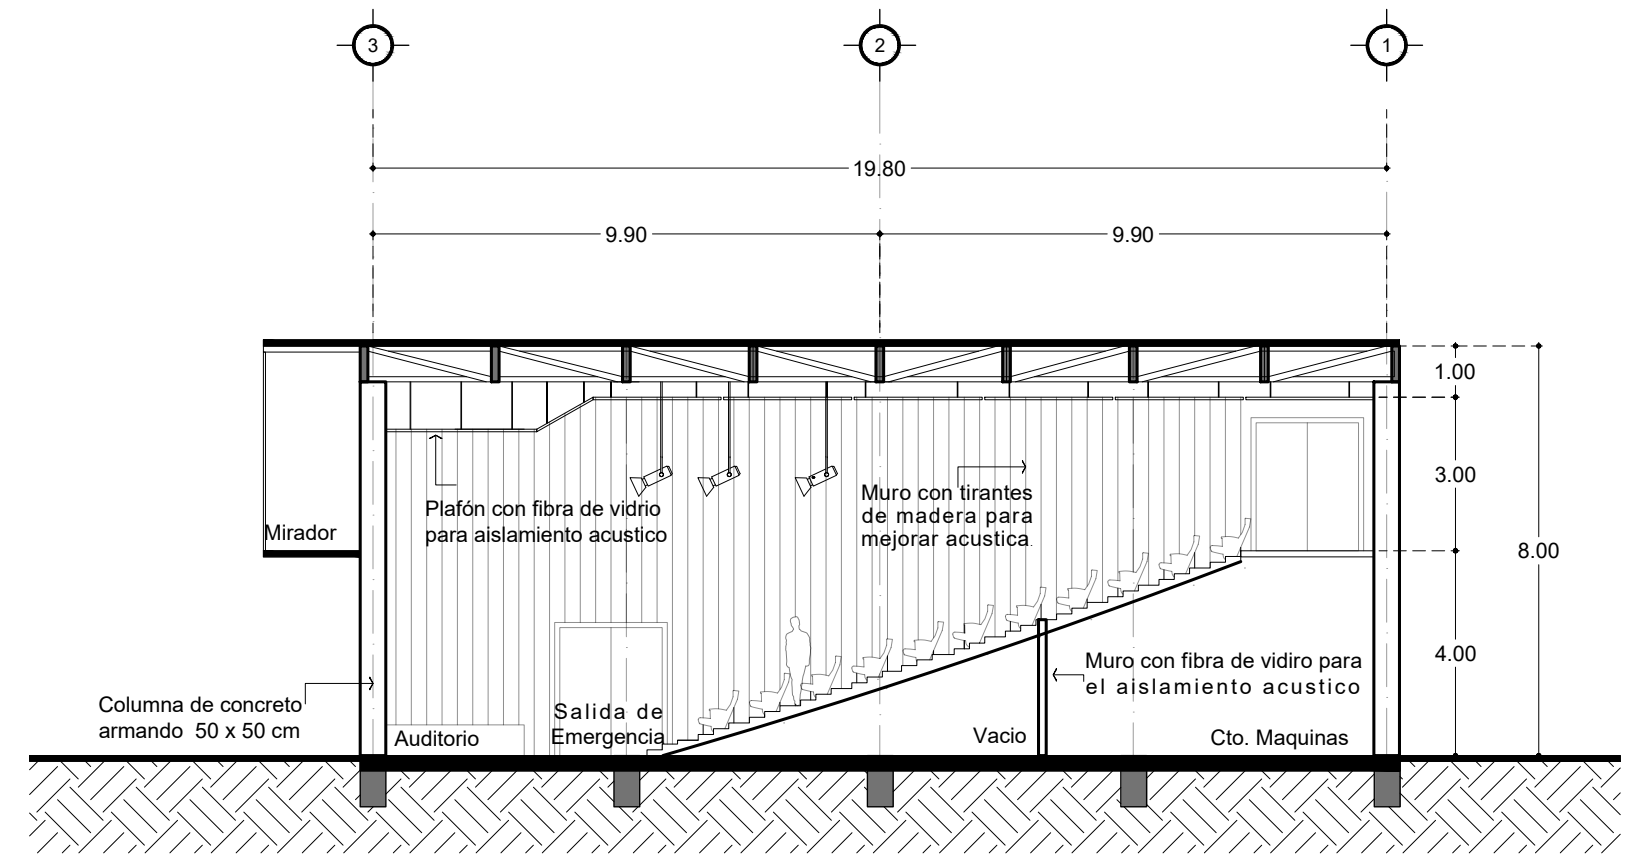 3
2
1
19.80
9.90
9.90
1.00
3.00
8.00
4.00
Mirador
Plafón con fibra de vidrio
para aislamiento acustico
Muro con tirantes
de madera para
mejorar acustica.
Columna de concreto
armando 50 x 50 cm
Auditorio
Salida de
Emergencia
Vacio
Muro con fibra de vidiro para
el aislamiento acustico
Cto. Maquinas